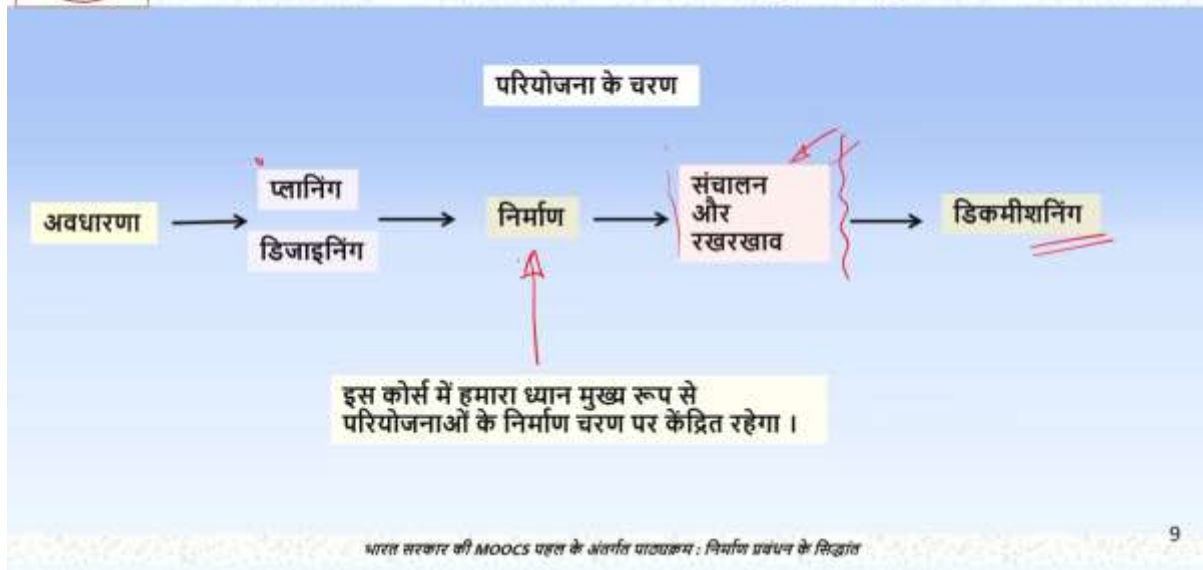 परियोजना के चरण
अवधारणा
प्लानिंग
डिजाइनिंग
निर्माण
संचालन
और
रखरखाव
डिकमीशनिंग
इस कोर्स में हमारा ध्यान मुख्य रूप से
परियोजनाओं के निर्माण चरण पर केंद्रित रहेगा ।
भारत सरकार की MOOCS पहल के अंतर्गत पाठ्यक्रम : निर्माण प्रबंधन के सिद्धांत
9